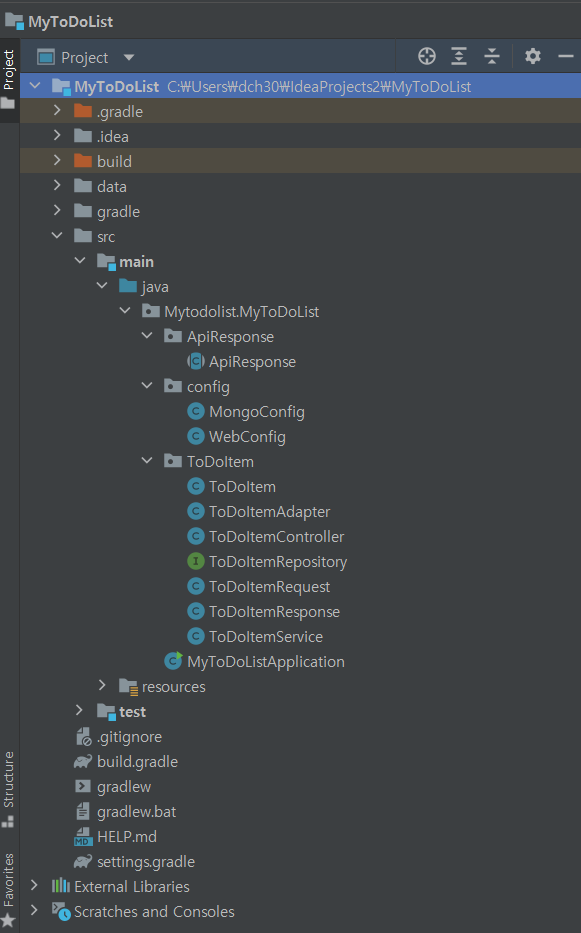 MyToDoList
Project
Project
MyToDoList C:₩Users₩dch30₩IdeaProjects2₩MyToDoList
.gradle
.idea
build
data
gradle
src
main
java
Mytodolist.MyToDoList
ApiResponse
C ApiResponse
config
C MongoConfig
C WebConfig
ToDoItem
C ToDoItem
C ToDoItemAdapter
C ToDoItemController
I ToDoItemRepository
C ToDoItemRequest
C ToDoItemResponse
C ToDoItemService
C MyToDoListApplication
resources
test
.gitignore
build.gradle
gradlew
gradlew.bat
MD HELP.md
settings.gradle
External Libraries
Scratches and Consoles
Structure
Favorites